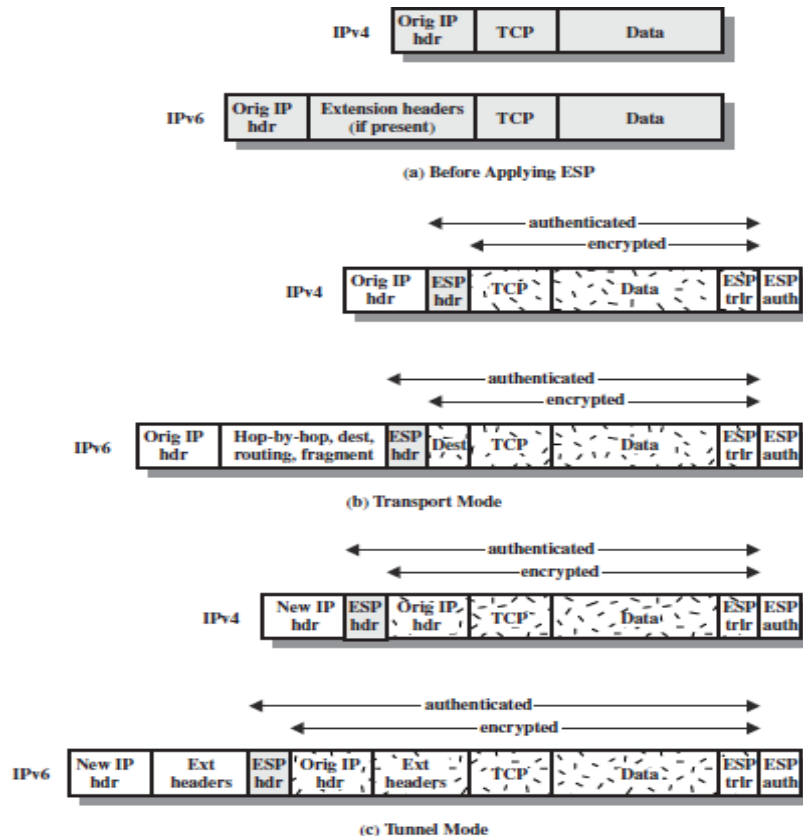 IPv4 Orig IP hdr TCP Data
IPv6 Orig IP hdr Extension headers (if present) TCP Data
(a) Before Applying ESP
authenticated
encrypted
IPv4 Orig IP hdr ESP hdr TCP Data ESP trlr ESP auth
authenticated
encrypted
IPv6 Orig IP hdr Hop-by-hop, dest, routing, fragment ESP hdr Dest TCP Data ESP trlr ESP auth
(b) Transport Mode
authenticated
encrypted
IPv4 New IP hdr ESP hdr Orig IP hdr TCP Data ESP trlr ESP auth
authenticated
encrypted
IPv6 New IP hdr Ext headers ESP hdr Orig IP hdr Ext headers TCP Data ESP trlr ESP auth
(c) Tunnel Mode